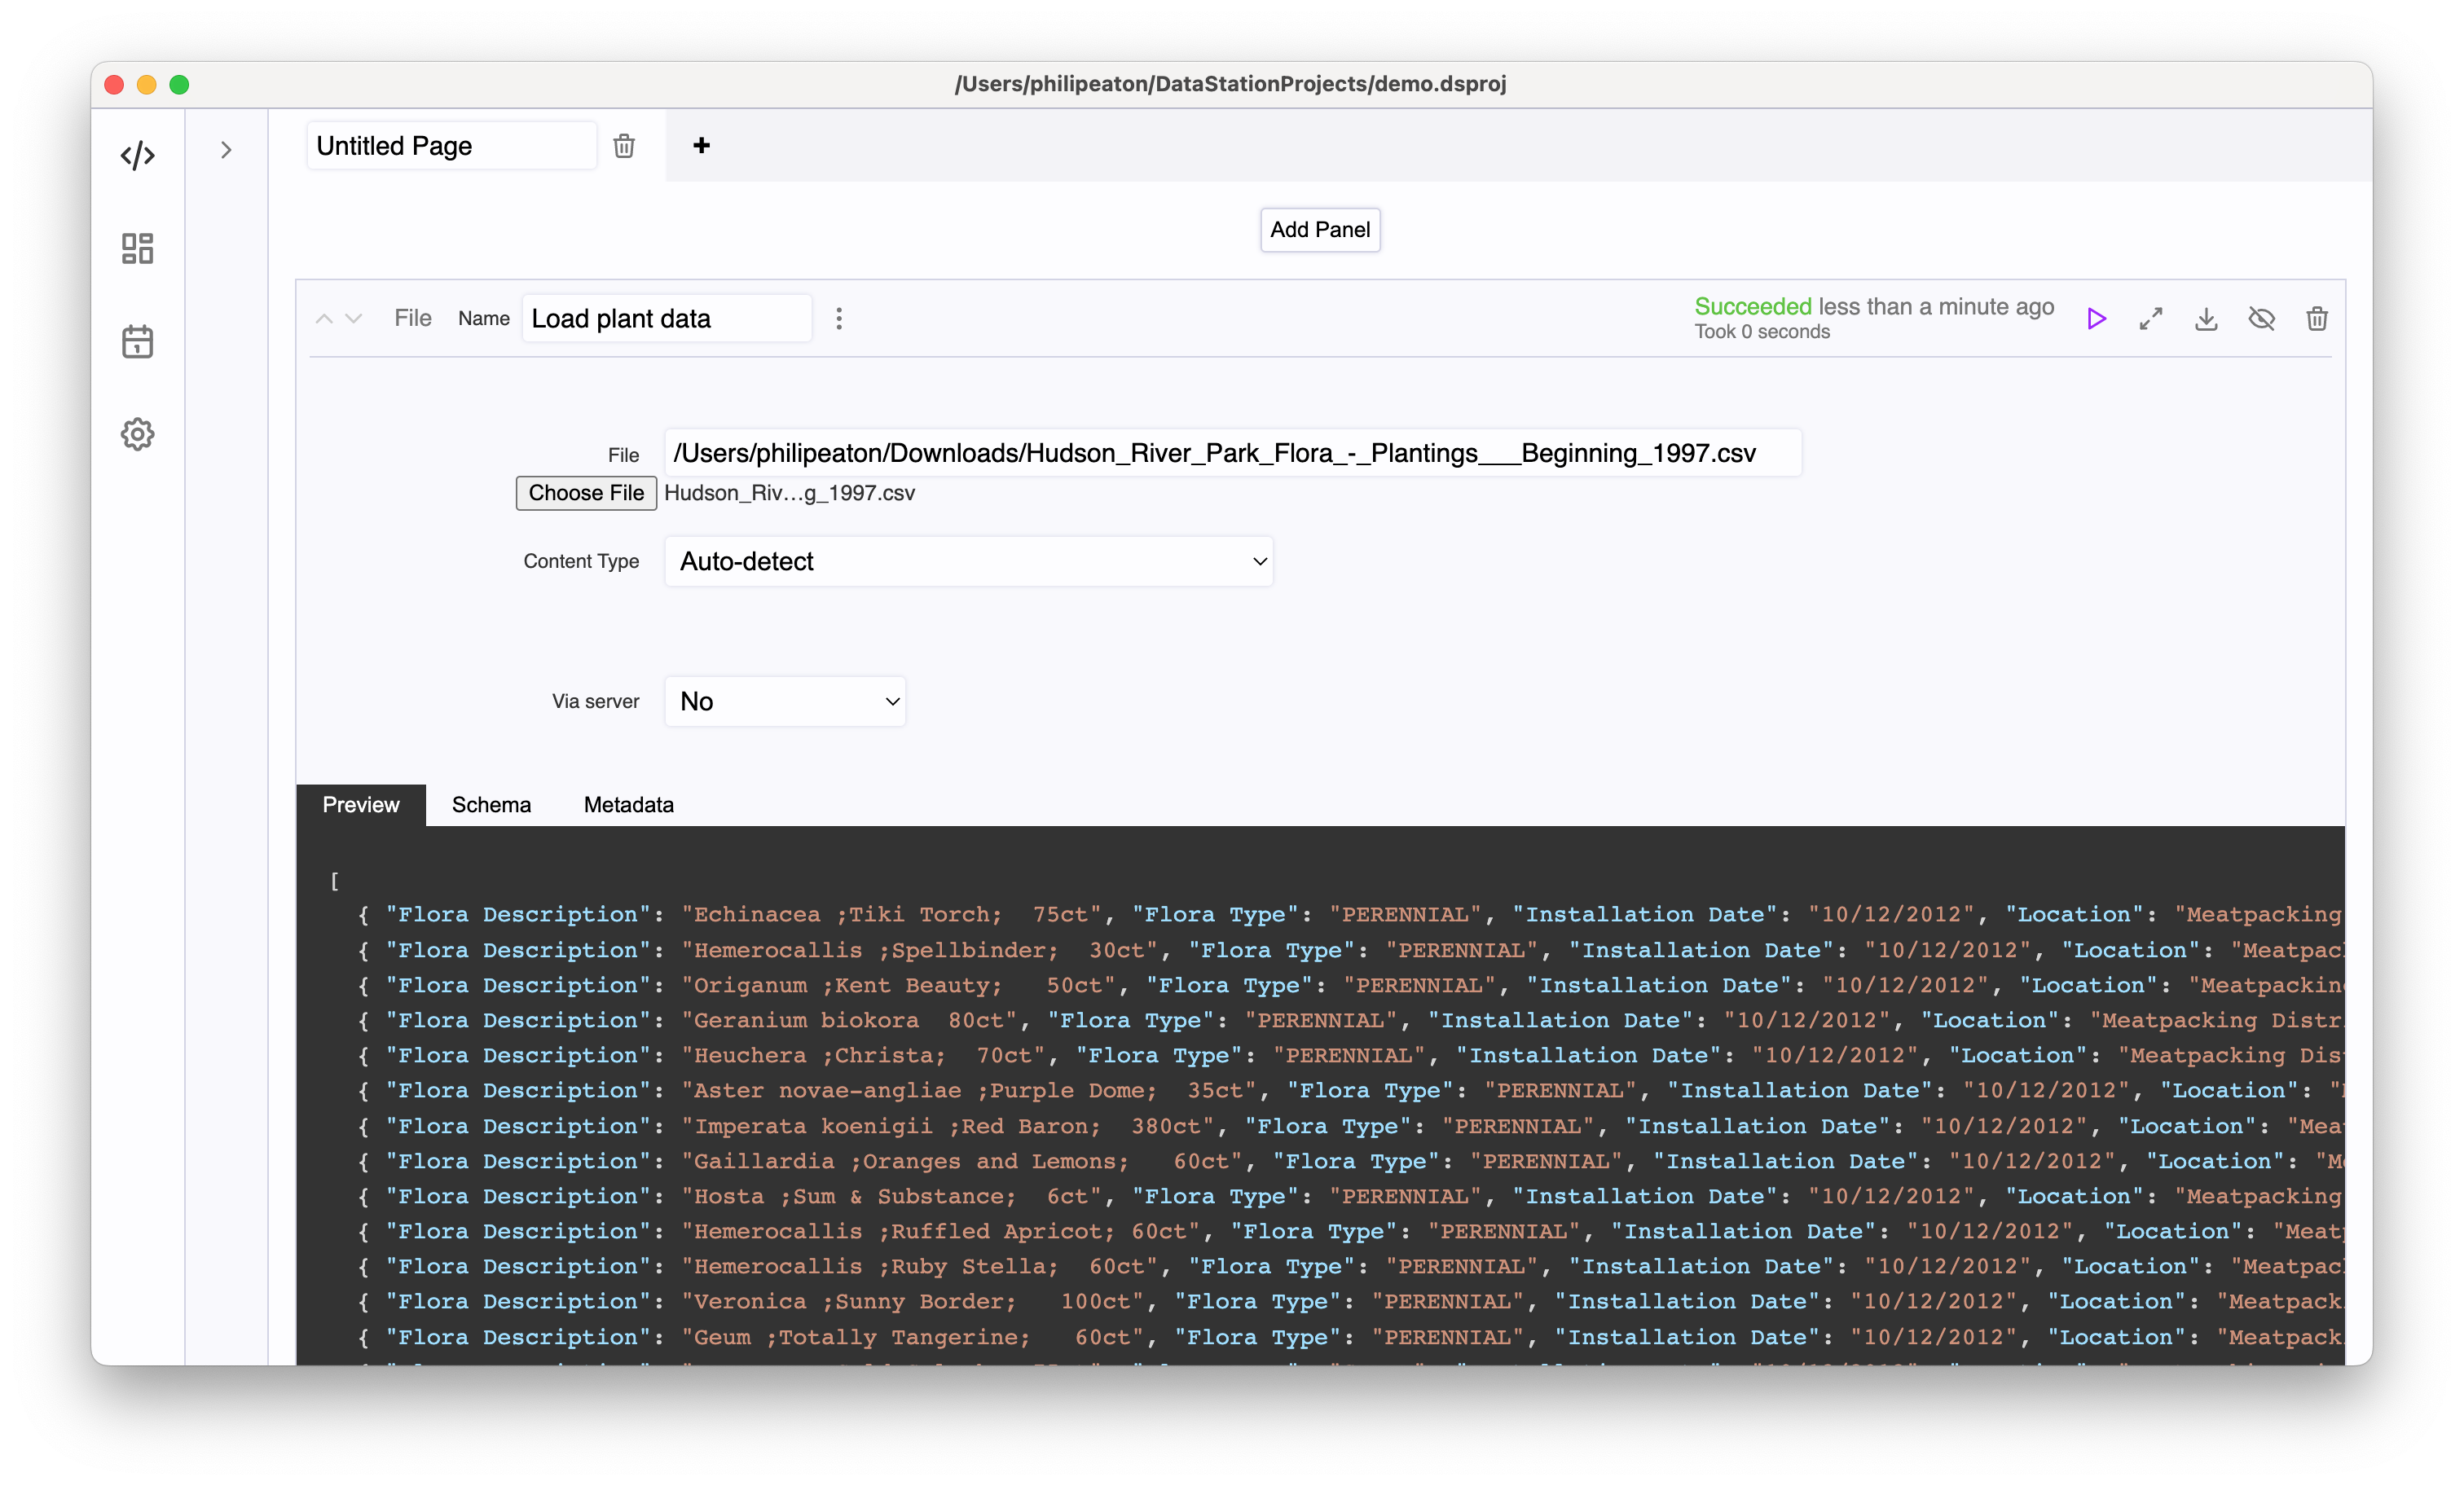 /Users/philipeaton/DataStationProjects/demo.dsproj
Untitled Page
+
Add Panel
File Name Load plant data
Succeeded less than a minute ago
Took 0 seconds
File /Users/philipeaton/Downloads/Hudson_River_Park_Flora_-_Plantings___Beginning_1997.csv
Choose File Hudson_Riv...g_1997.csv
Content Type Auto-detect
Via server No
Preview Schema Metadata
[
{ "Flora Description": "Echinacea ;Tiki Torch;  75ct", "Flora Type": "PERENNIAL", "Installation Date": "10/12/2012", "Location": "Meatpacking
{ "Flora Description": "Hemerocallis ;Spellbinder;  30ct", "Flora Type": "PERENNIAL", "Installation Date": "10/12/2012", "Location": "Meatpac
{ "Flora Description": "Origanum ;Kent Beauty;   50ct", "Flora Type": "PERENNIAL", "Installation Date": "10/12/2012", "Location": "Meatpackin
{ "Flora Description": "Geranium biokora  80ct", "Flora Type": "PERENNIAL", "Installation Date": "10/12/2012", "Location": "Meatpacking Distr
{ "Flora Description": "Heuchera ;Christa;  70ct", "Flora Type": "PERENNIAL", "Installation Date": "10/12/2012", "Location": "Meatpacking Dis
{ "Flora Description": "Aster novae-angliae ;Purple Dome;  35ct", "Flora Type": "PERENNIAL", "Installation Date": "10/12/2012", "Location": "
{ "Flora Description": "Imperata koenigii ;Red Baron;  380ct", "Flora Type": "PERENNIAL", "Installation Date": "10/12/2012", "Location": "Mea
{ "Flora Description": "Gaillardia ;Oranges and Lemons;   60ct", "Flora Type": "PERENNIAL", "Installation Date": "10/12/2012", "Location": "M
{ "Flora Description": "Hosta ;Sum & Substance;  6ct", "Flora Type": "PERENNIAL", "Installation Date": "10/12/2012", "Location": "Meatpacking
{ "Flora Description": "Hemerocallis ;Ruffled Apricot; 60ct", "Flora Type": "PERENNIAL", "Installation Date": "10/12/2012", "Location": "Meat
{ "Flora Description": "Hemerocallis ;Ruby Stella;  60ct", "Flora Type": "PERENNIAL", "Installation Date": "10/12/2012", "Location": "Meatpac
{ "Flora Description": "Veronica ;Sunny Border;   100ct", "Flora Type": "PERENNIAL", "Installation Date": "10/12/2012", "Location": "Meatpack
{ "Flora Description": "Geum ;Totally Tangerine;   60ct", "Flora Type": "PERENNIAL", "Installation Date": "10/12/2012", "Location": "Meatpack